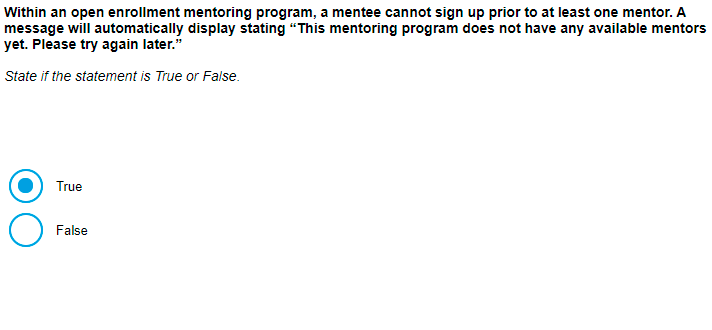 Within an open enrollment mentoring program, a mentee cannot sign up prior to at least one mentor. A
message will automatically display stating “This mentoring program does not have any available mentors
yet. Please try again later.”
State if the statement is True or False.
True
False